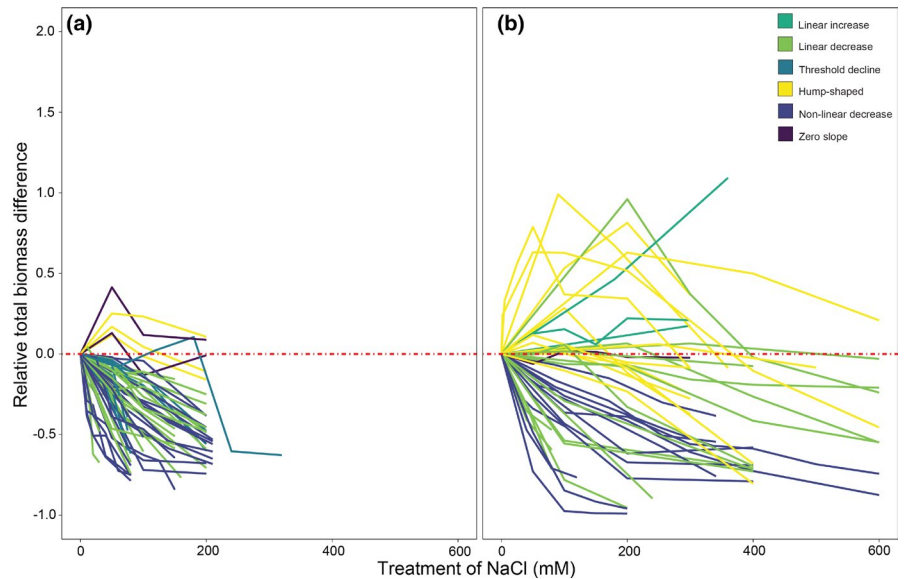 (a)
(b)
Linear increase
Linear decrease
Threshold decline
Hump-shaped
Non-linear decrease
Zero slope
Relative total biomass difference
2.0
1.5
1.0
0.5
0.0
-0.5
-1.0
0 200 400 600
0 200 400 600
Treatment of NaCl (mM)